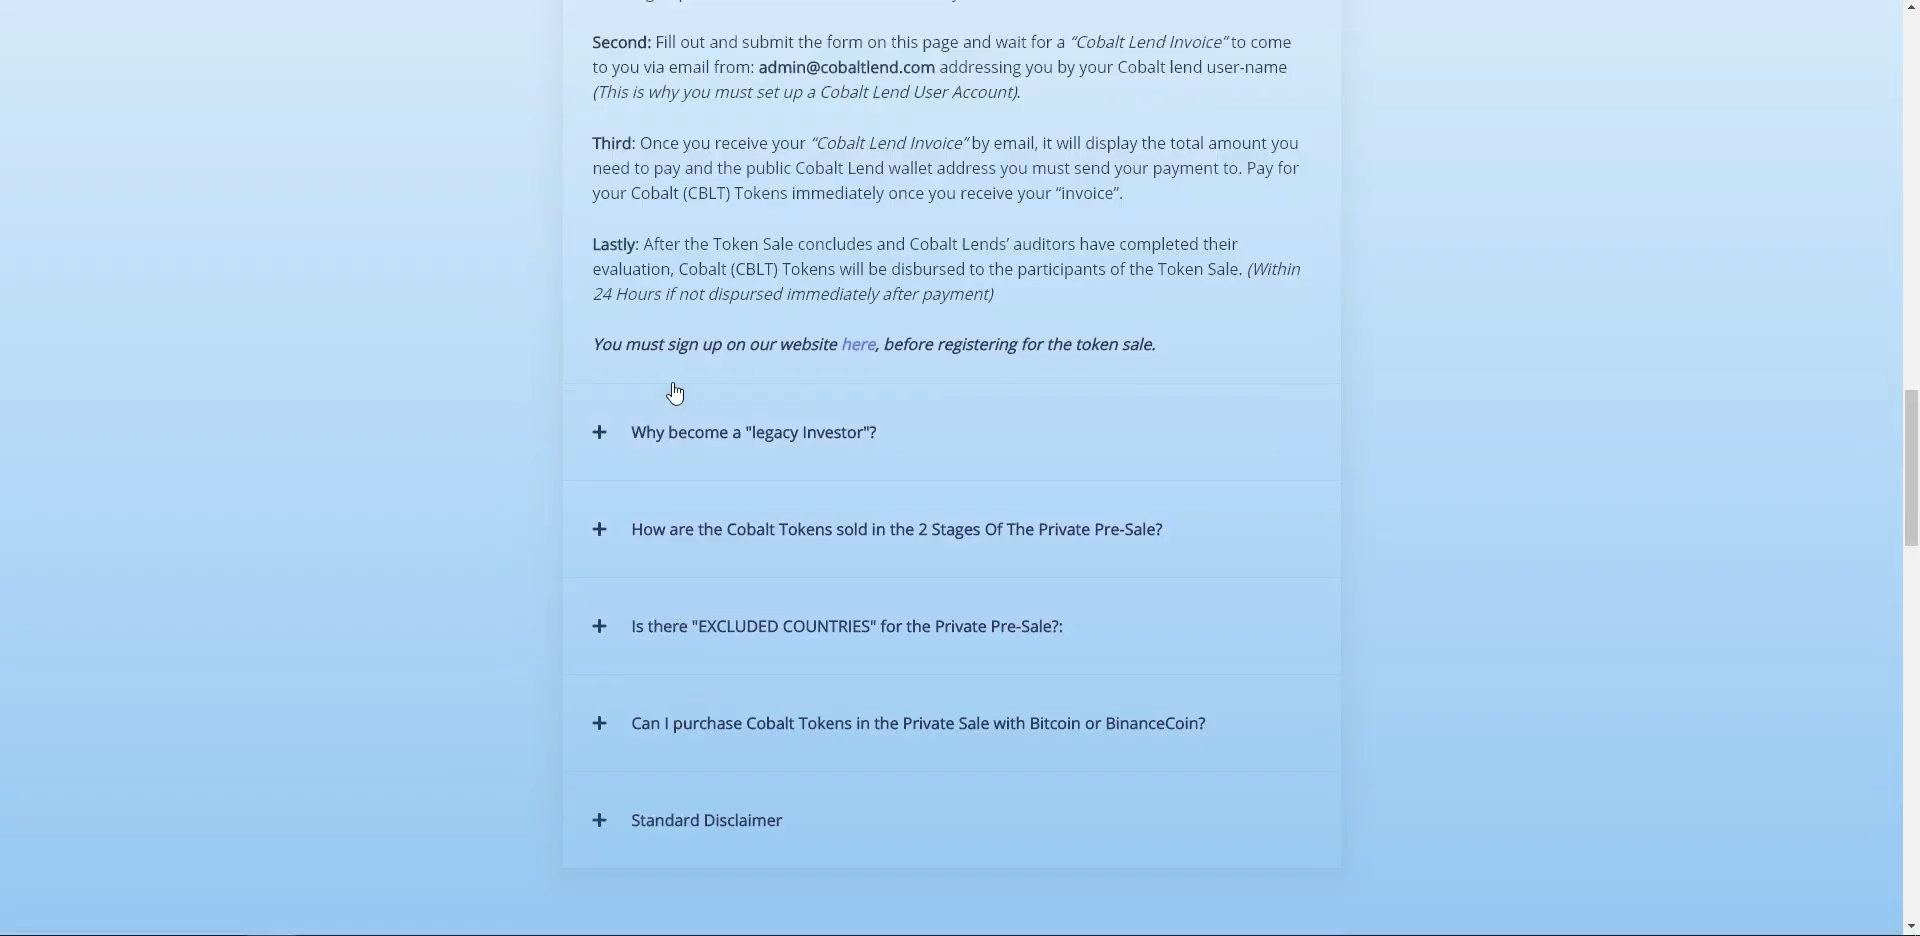 Second: Fill out and submit the form on this page and wait for a “Cobalt Lend Invoice” to come
to you via email from: admin@cobaltlend.com addressing you by your Cobalt lend user-name
(This is why you must set up a Cobalt Lend User Account).
Third: Once you receive your “Cobalt Lend Invoice” by email, it will display the total amount you
need to pay and the public Cobalt Lend wallet address you must send your payment to. Pay for
your Cobalt (CBLT) Tokens immediately once you receive your “invoice”.
Lastly: After the Token Sale concludes and Cobalt Lends’ auditors have completed their
evaluation, Cobalt (CBLT) Tokens will be disbursed to the participants of the Token Sale. (Within
24 Hours if not dispursed immediately after payment)
You must sign up on our website here, before registering for the token sale.
+ Why become a "legacy Investor"?
+ How are the Cobalt Tokens sold in the 2 Stages Of The Private Pre-Sale?
+ Is there "EXCLUDED COUNTRIES" for the Private Pre-Sale?:
+ Can I purchase Cobalt Tokens in the Private Sale with Bitcoin or BinanceCoin?
+ Standard Disclaimer